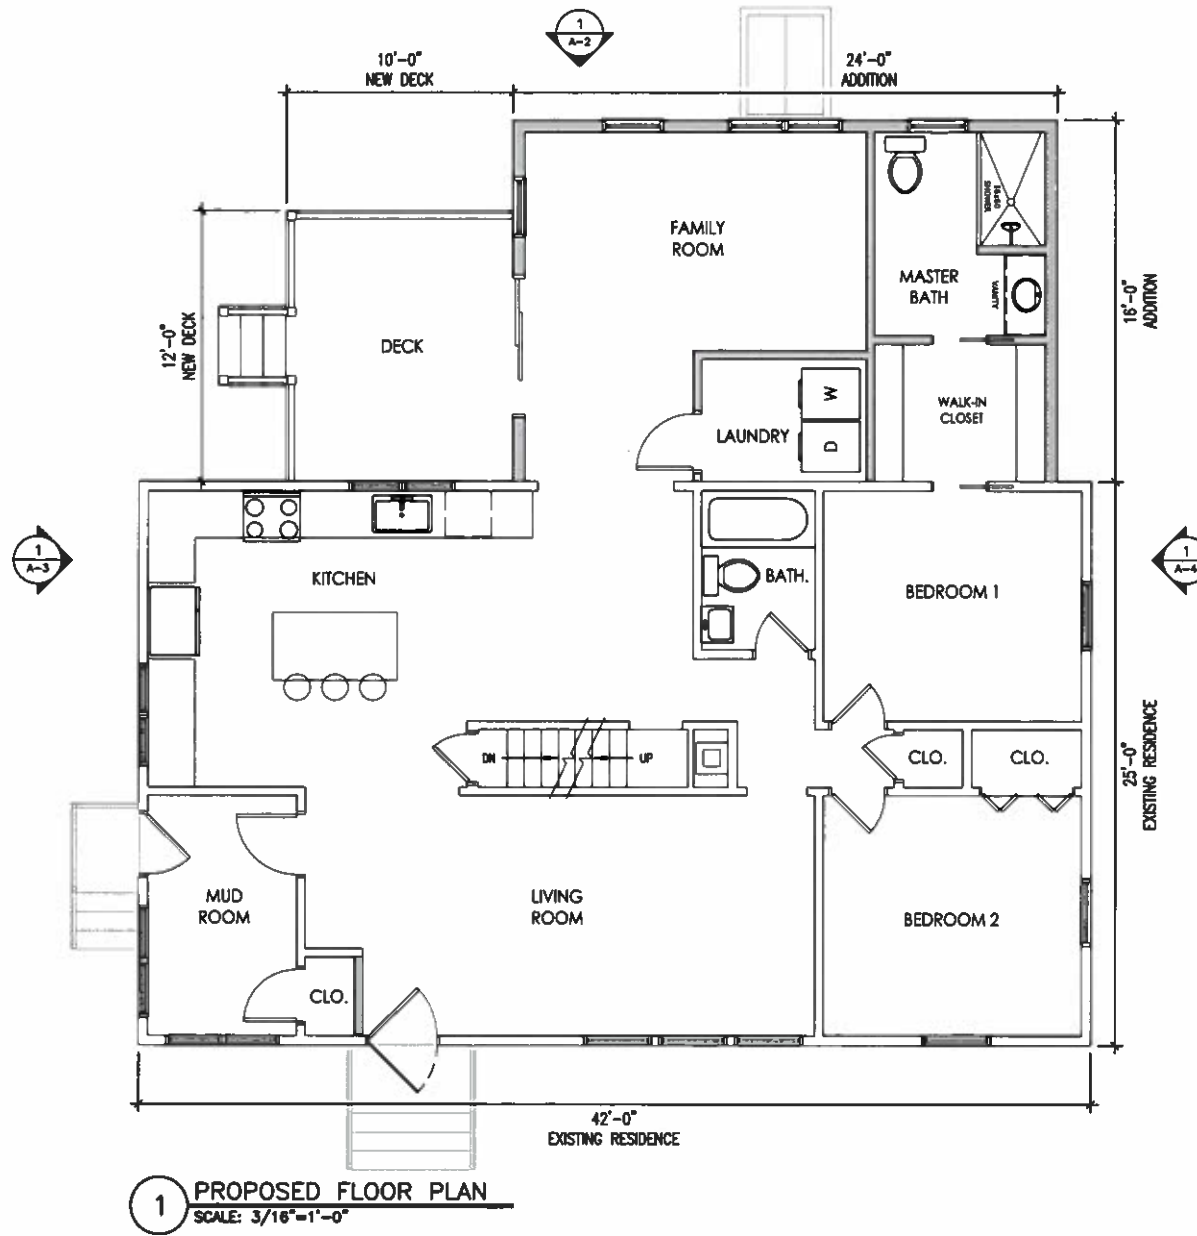 1
A-2
10'-0"
NEW DECK
24'-0"
ADDITION
36x60
SHOWER
FAMILY
ROOM
MASTER
BATH
VANITY
16'-0"
ADDITION
12'-0"
NEW DECK
DECK
W
WALK-IN
CLOSET
LAUNDRY
D
1
A-3
1
A-4
KITCHEN
BATH.
BEDROOM 1
DN
UP
CLO.
CLO.
25'-0"
EXISTING RESIDENCE
MUD
ROOM
LIVING
ROOM
BEDROOM 2
CLO.
42'-0"
EXISTING RESIDENCE
1
PROPOSED FLOOR PLAN
SCALE: 3/16"=1'-0"